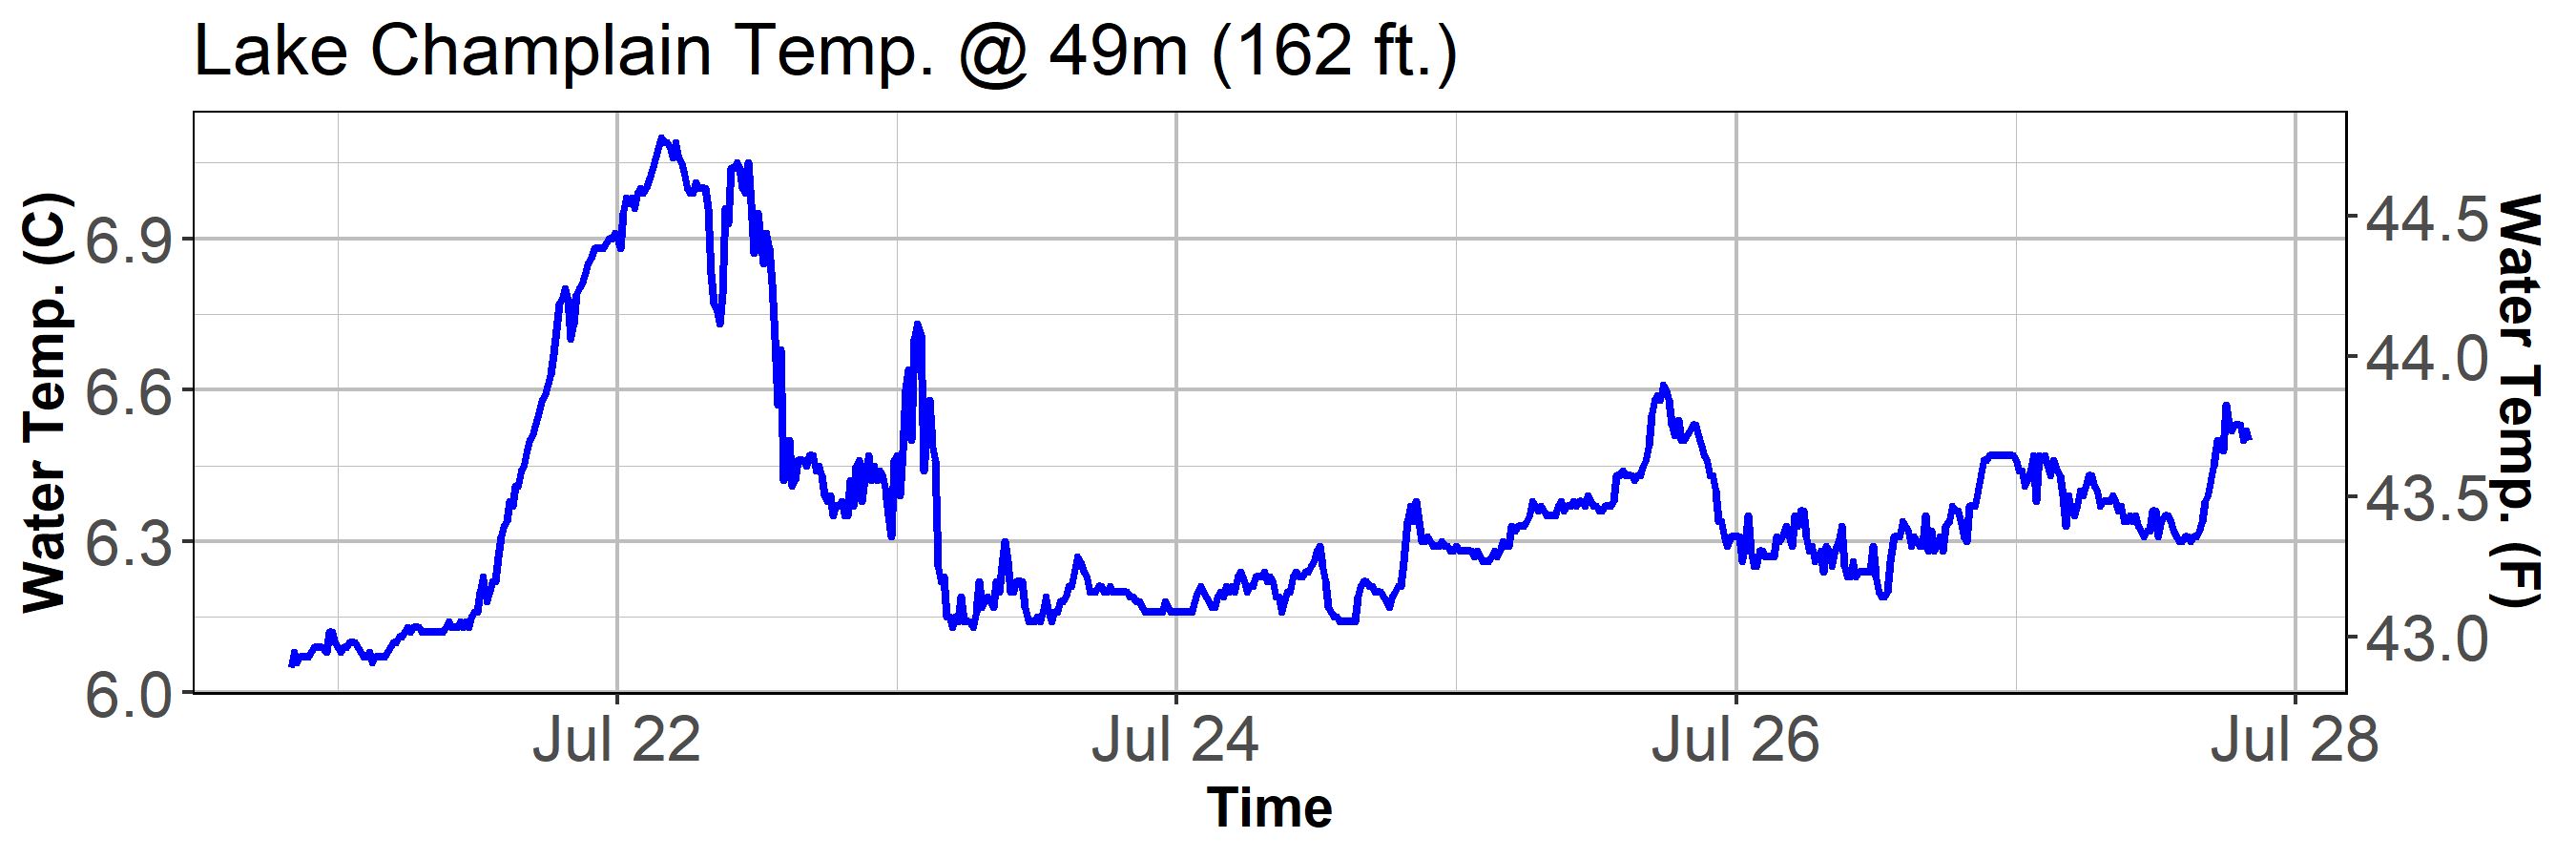 Lake Champlain Temp. @ 49m (162 ft.)
Water Temp. (C)
6.9
6.6
6.3
6.0
44.5
44.0
43.5
43.0
Water Temp. (F)
Jul 22
Jul 24
Jul 26
Jul 28
Time